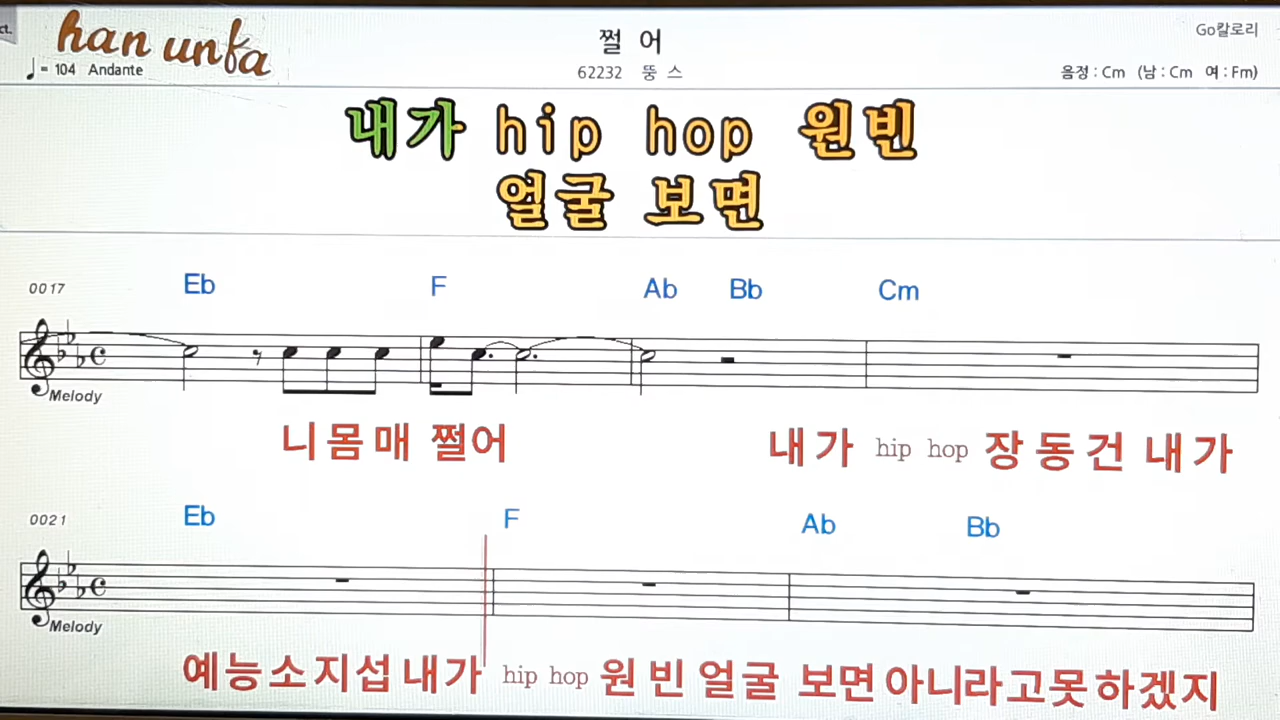 ct.
han unfa
쩔 어
Go칼로리
♩= 104 Andante
62232 뚱 스
음정 : Cm (남 : Cm 여 : Fm)
내가 hip hop 원빈
얼굴 보면
0017 Eb F Ab Bb Cm
Melody
니 몸 매 쩔어 내 가 hip hop 장 동 건 내 가
0021 Eb F Ab Bb
Melody
예능소지섭 내가 hip hop 원 빈 얼굴 보면아니라고못하겠지